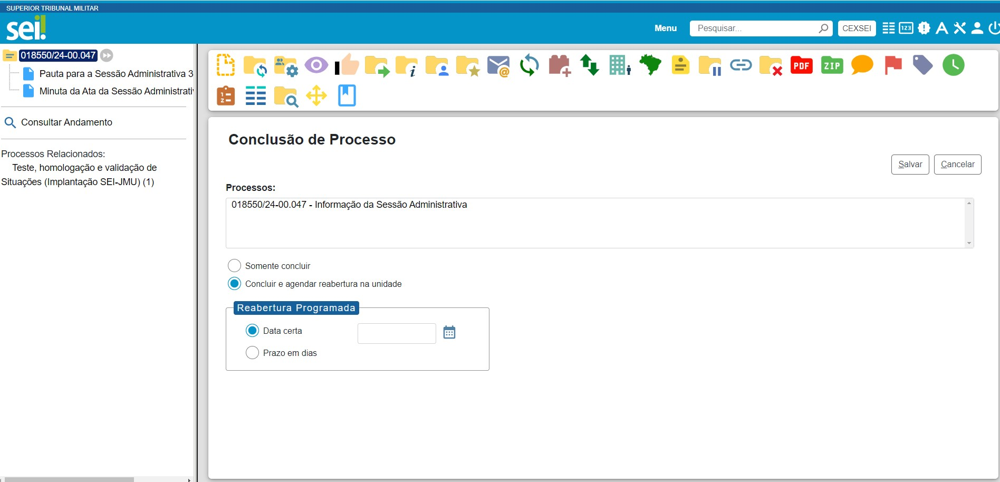 SUPERIOR TRIBUNAL MILITAR
sei!
Menu
Pesquisar...
CEXSEI
123
018550/24-00.047
Pauta para a Sessão Administrativa 3
Minuta da Ata da Sessão Administrati
Consultar Andamento
Processos Relacionados:
Teste, homologação e validação de
Situações (Implantação SEI-JMU) (1)
PDF
ZIP
Conclusão de Processo
Salvar
Cancelar
Processos:
018550/24-00.047 - Informação da Sessão Administrativa
Somente concluir
Concluir e agendar reabertura na unidade
Reabertura Programada
Data certa
Prazo em dias